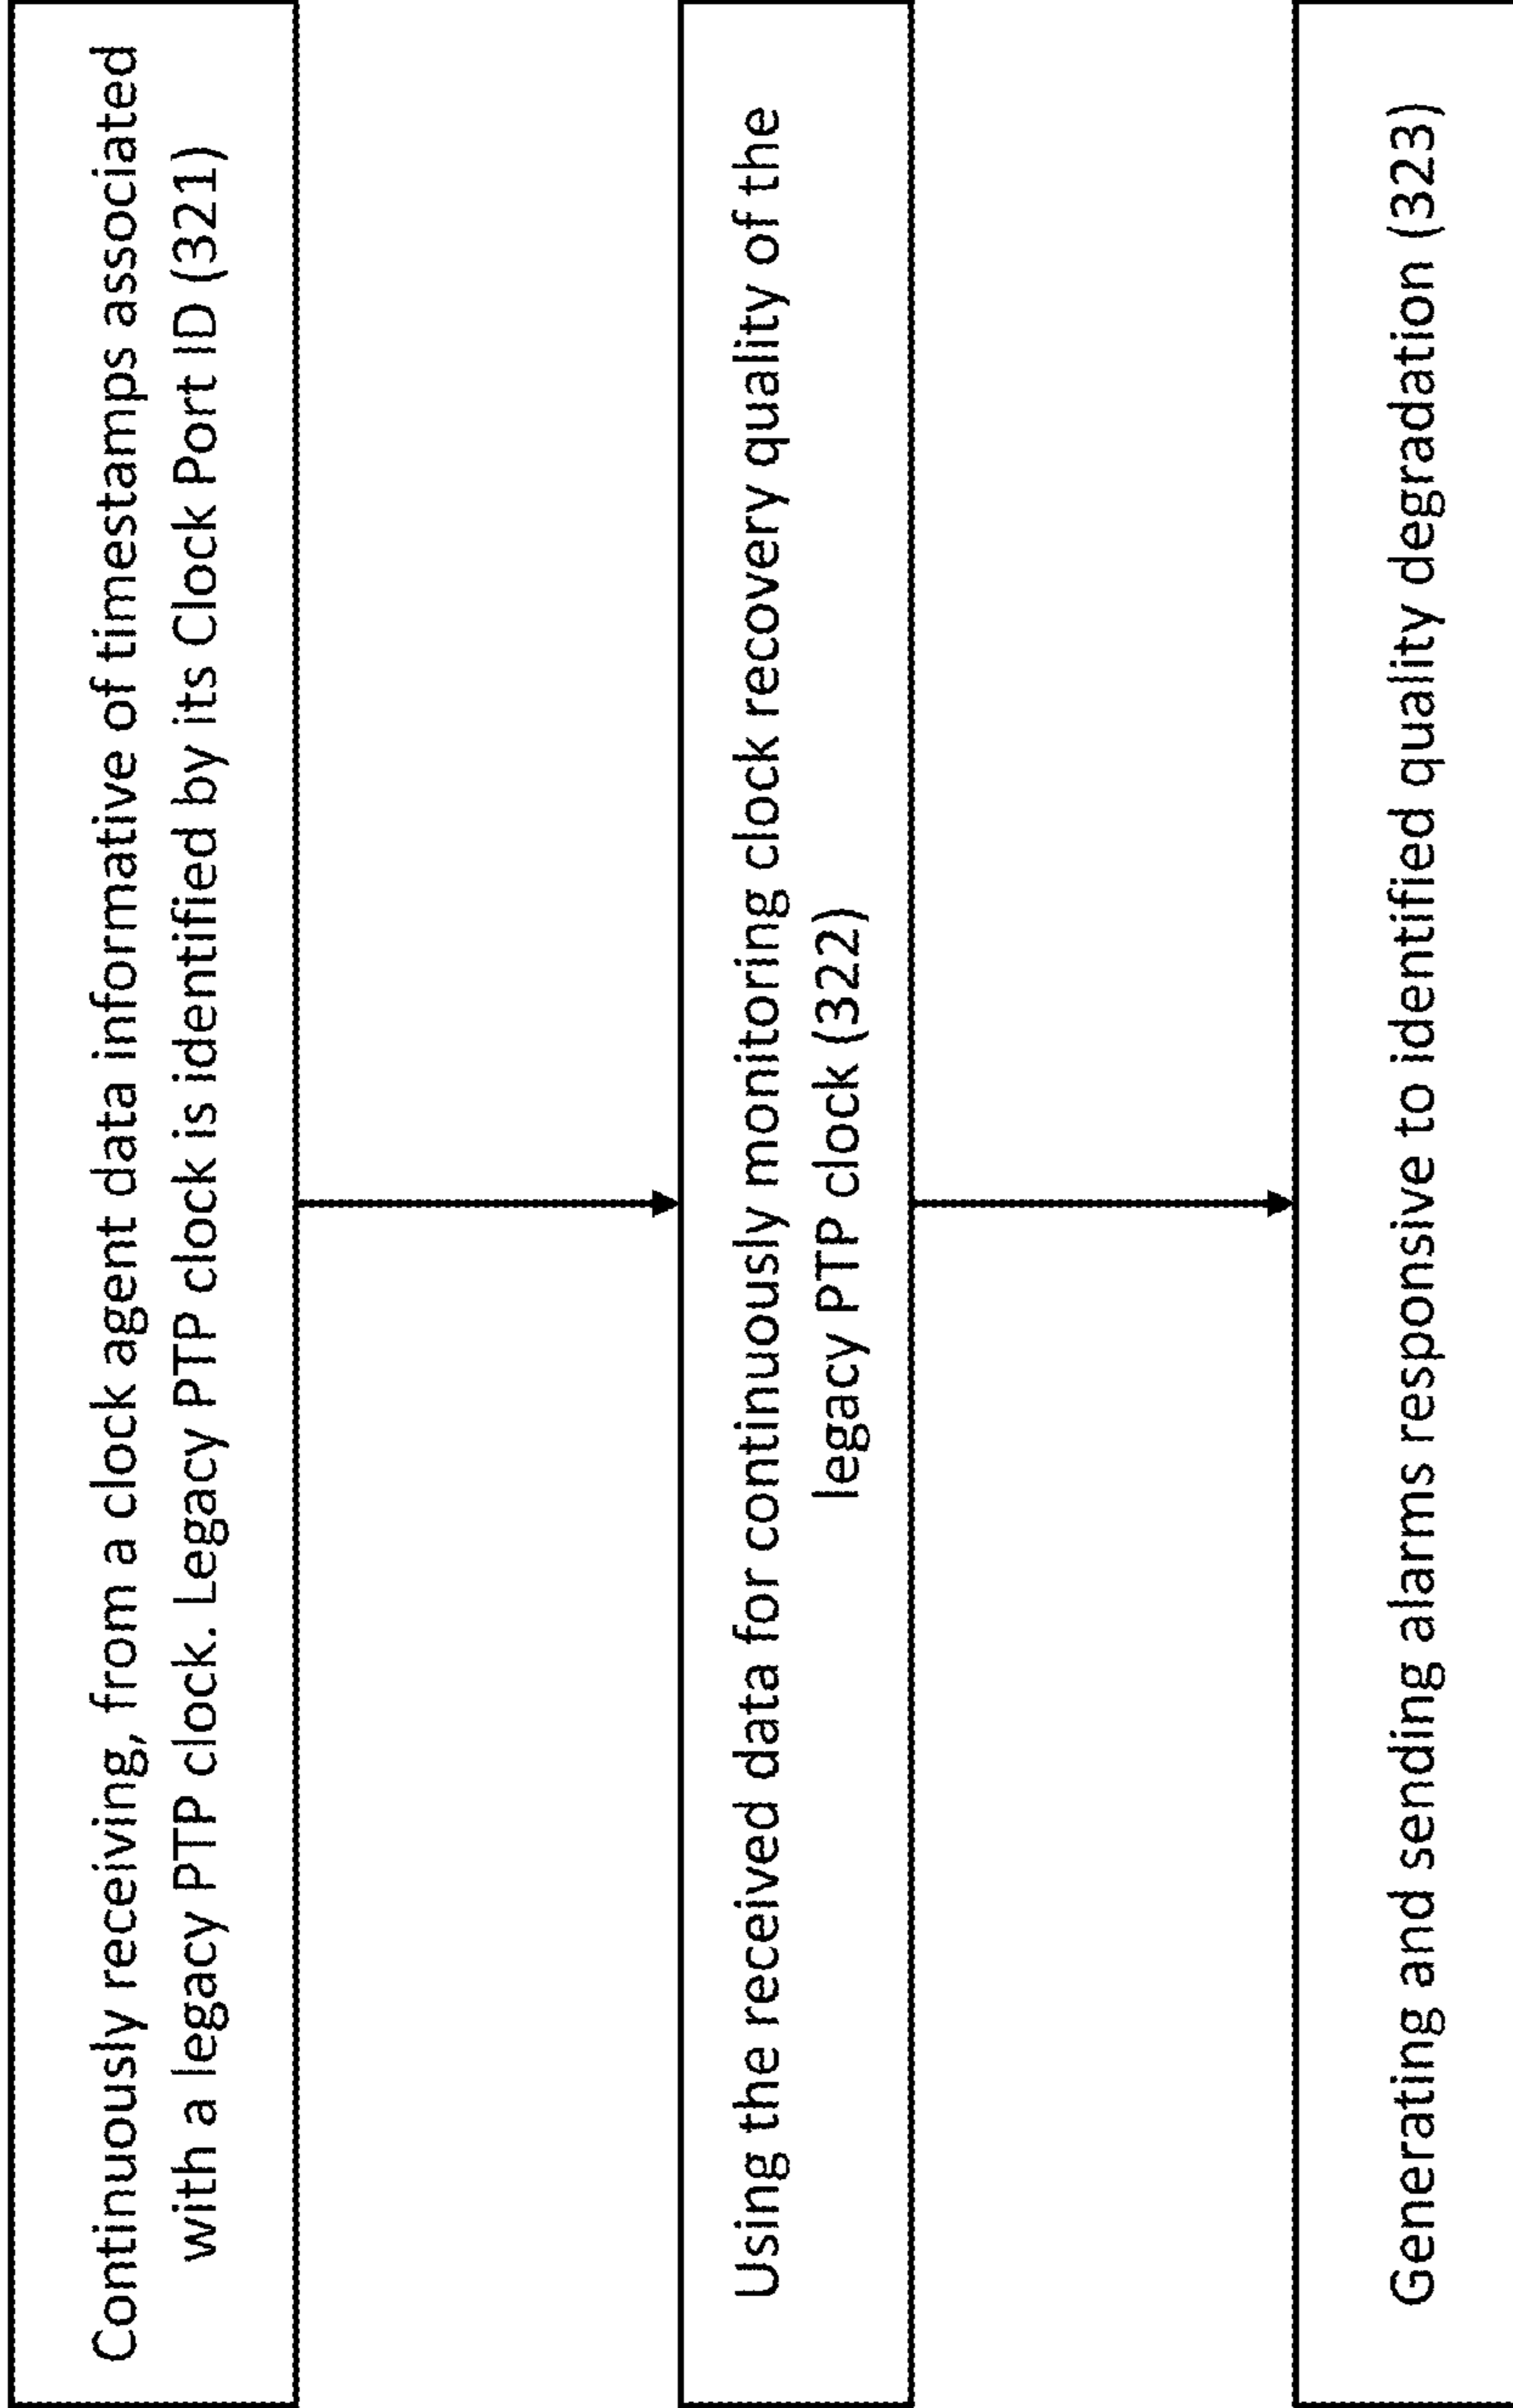 Continuously receiving, from a clock agent data informative of timestamps associated
with a legacy PTP clock. Legacy PTP clock is identified by its Clock Port ID (321)
Using the received data for continuously monitoring clock recovery quality of the
legacy PTP clock (322)
Generating and sending alarms responsive to identified quality degradation (323)